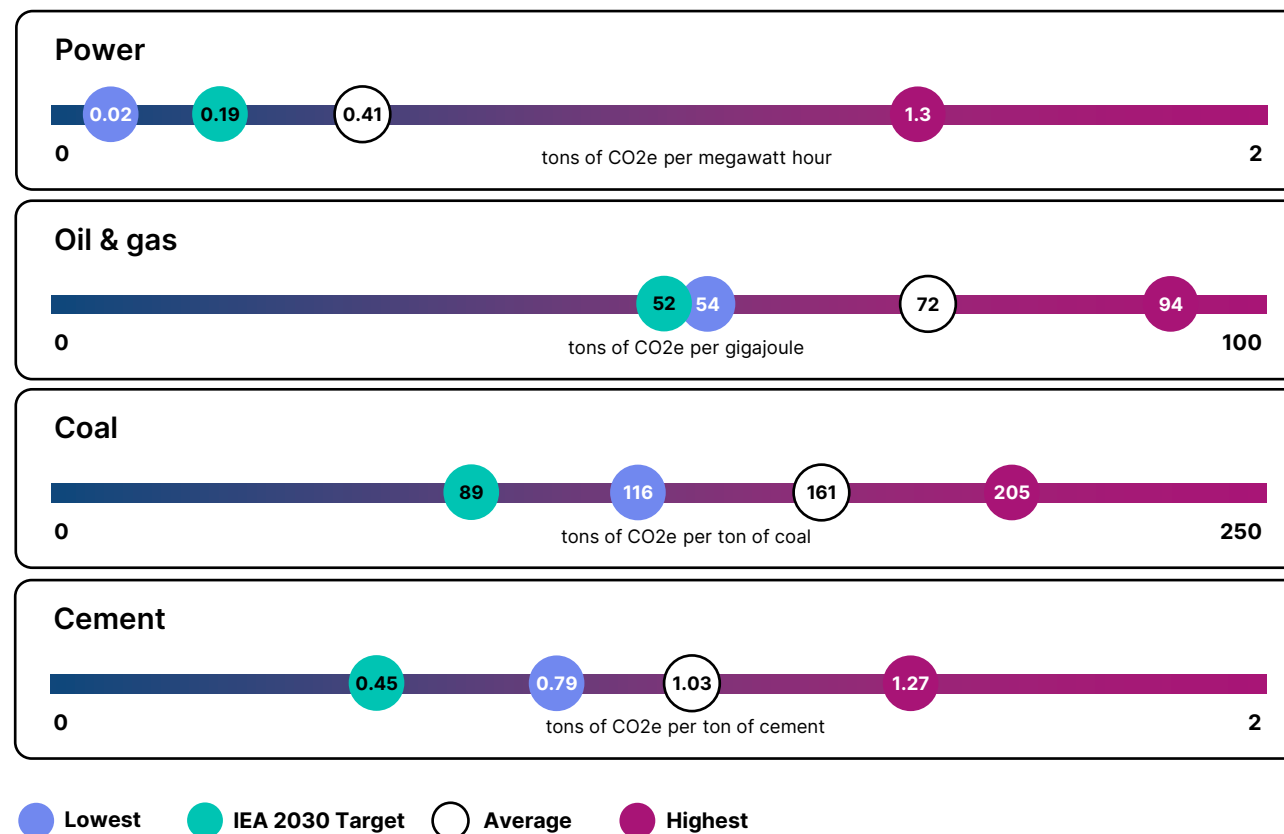 Power
0.02 0.19 0.41 1.3
0 tons of CO2e per megawatt hour 2
Oil & gas
52 54 72 94
0 tons of CO2e per gigajoule 100
Coal
89 116 161 205
0 tons of CO2e per ton of coal 250
Cement
0.45 0.79 1.03 1.27
0 tons of CO2e per ton of cement 2
Lowest IEA 2030 Target Average Highest